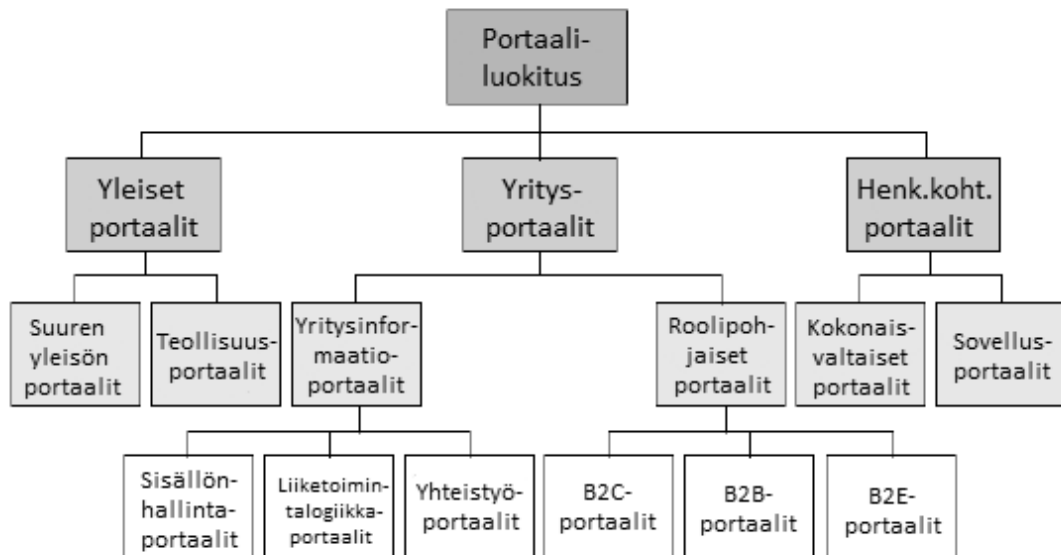 Portaali-
luokitus
Yleiset
portaalit
Yritys-
portaalit
Henk.koht.
portaalit
Suuren
yleisön
portaalit
Teollisuus-
portaalit
Yritysinfor-
maatio-
portaalit
Roolipoh-
jaiset
portaalit
Kokonais-
valtaiset
portaalit
Sovellus-
portaalit
Sisällön-
hallinta-
portaalit
Liiketoimin-
talogiikka-
portaalit
Yhteistyö-
portaalit
B2C-
portaalit
B2B-
portaalit
B2E-
portaalit